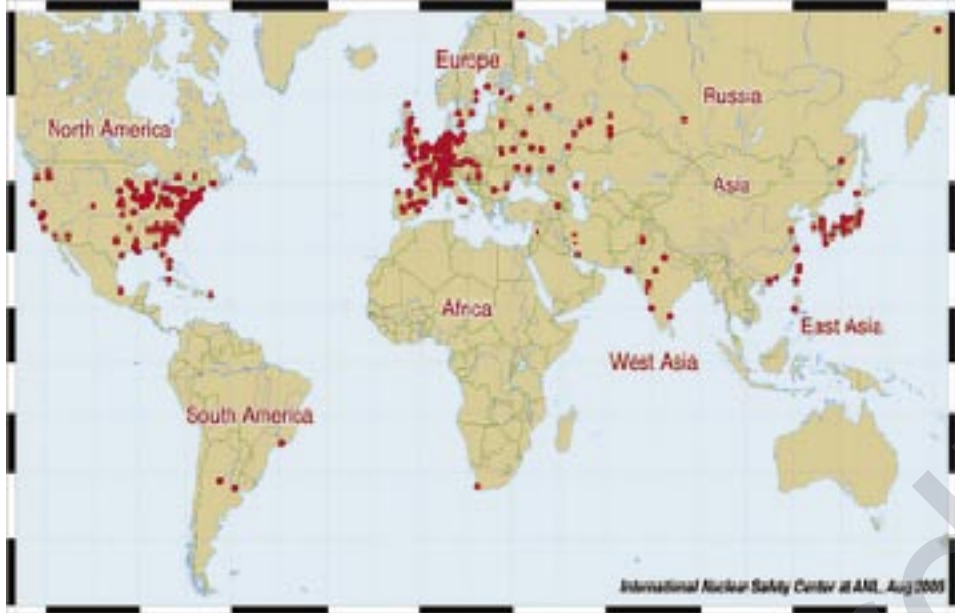 Europe
Russia
North America
Asia
Africa
East Asia
West Asia
South America
International Nuclear Safety Center at ANL, Aug 2005